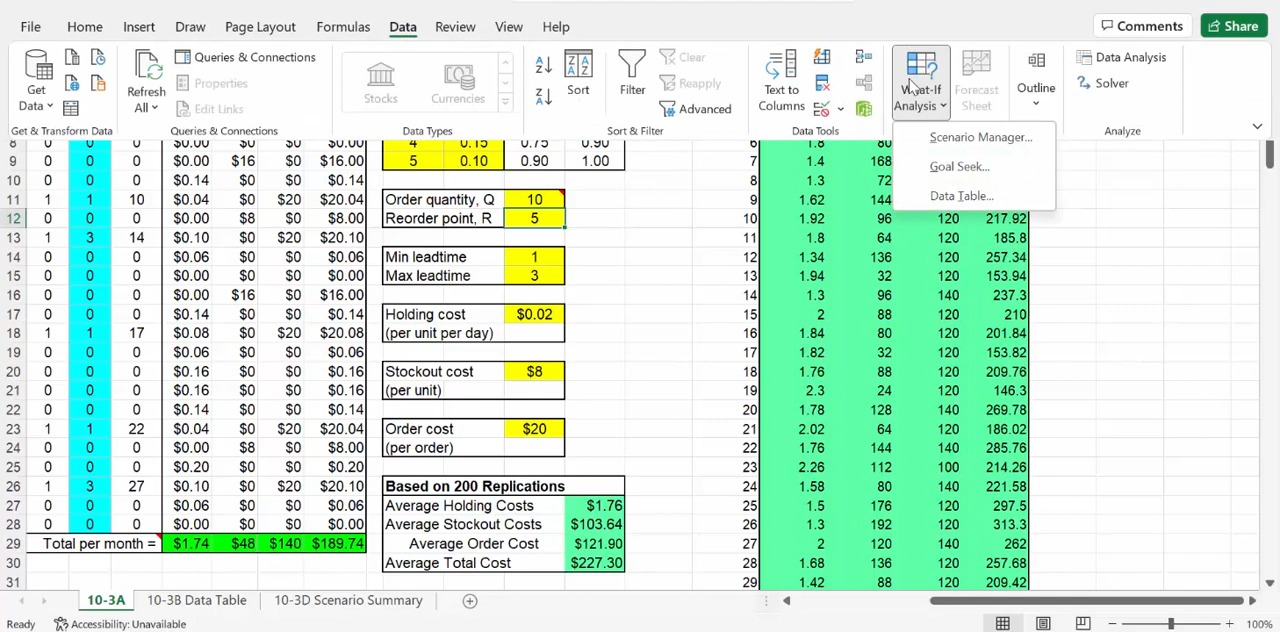 File Home Insert Draw Page Layout Formulas Data Review View Help Comments Share
Get Data
Refresh All
Queries & Connections
Properties
Edit Links
Stocks Currencies
Sort
Filter
Clear
Reapply
Advanced
Text to Columns
What-If Analysis
Forecast Sheet
Outline
Data Analysis
Solver
Get & Transform Data Queries & Connections Data Types Sort & Filter Data Tools Analyze
Scenario Manager...
Goal Seek...
Data Table...
8 0 0 0 $0.00 $0 $0 $0.00 4 0.15 0.75 0.90 6 1.8 80
9 0 0 0 $0.00 $16 $0 $16.00 5 0.10 0.90 1.00 7 1.4 168
10 0 0 0 $0.14 $0 $0 $0.14 8 1.3 72
11 1 1 10 $0.04 $0 $20 $20.04 Order quantity, Q 10 9 1.62 144
12 0 0 0 $0.00 $8 $0 $8.00 Reorder point, R 5 10 1.92 96 120 217.92
13 1 3 14 $0.10 $0 $20 $20.10 11 1.8 64 120 185.8
14 0 0 0 $0.06 $0 $0 $0.06 Min leadtime 1 12 1.34 136 120 257.34
15 0 0 0 $0.00 $0 $0 $0.00 Max leadtime 3 13 1.94 32 120 153.94
16 0 0 0 $0.00 $16 $0 $16.00 14 1.3 96 140 237.3
17 0 0 0 $0.14 $0 $0 $0.14 Holding cost $0.02 15 2 88 120 210
18 1 1 17 $0.08 $0 $20 $20.08 (per unit per day) 16 1.84 80 120 201.84
19 0 0 0 $0.06 $0 $0 $0.06 17 1.82 32 120 153.82
20 0 0 0 $0.16 $0 $0 $0.16 Stockout cost $8 18 1.76 88 120 209.76
21 0 0 0 $0.16 $0 $0 $0.16 (per unit) 19 2.3 24 120 146.3
22 0 0 0 $0.14 $0 $0 $0.14 20 1.78 128 140 269.78
23 1 1 22 $0.04 $0 $20 $20.04 Order cost $20 21 2.02 64 120 186.02
24 0 0 0 $0.00 $8 $0 $8.00 (per order) 22 1.76 144 140 285.76
25 0 0 0 $0.20 $0 $0 $0.20 23 2.26 112 100 214.26
26 1 3 27 $0.10 $0 $20 $20.10 Based on 200 Replications 24 1.58 80 140 221.58
27 0 0 0 $0.06 $0 $0 $0.06 Average Holding Costs $1.76 25 1.5 176 120 297.5
28 0 0 0 $0.00 $0 $0 $0.00 Average Stockout Costs $103.64 26 1.3 192 120 313.3
29 Total per month = $1.74 $48 $140 $189.74 Average Order Cost $121.90 27 2 120 140 262
30 Average Total Cost $227.30 28 1.68 136 120 257.68
31 29 1.42 88 120 209.42
10-3A 10-3B Data Table 10-3D Scenario Summary
Ready Accessibility: Unavailable 100%